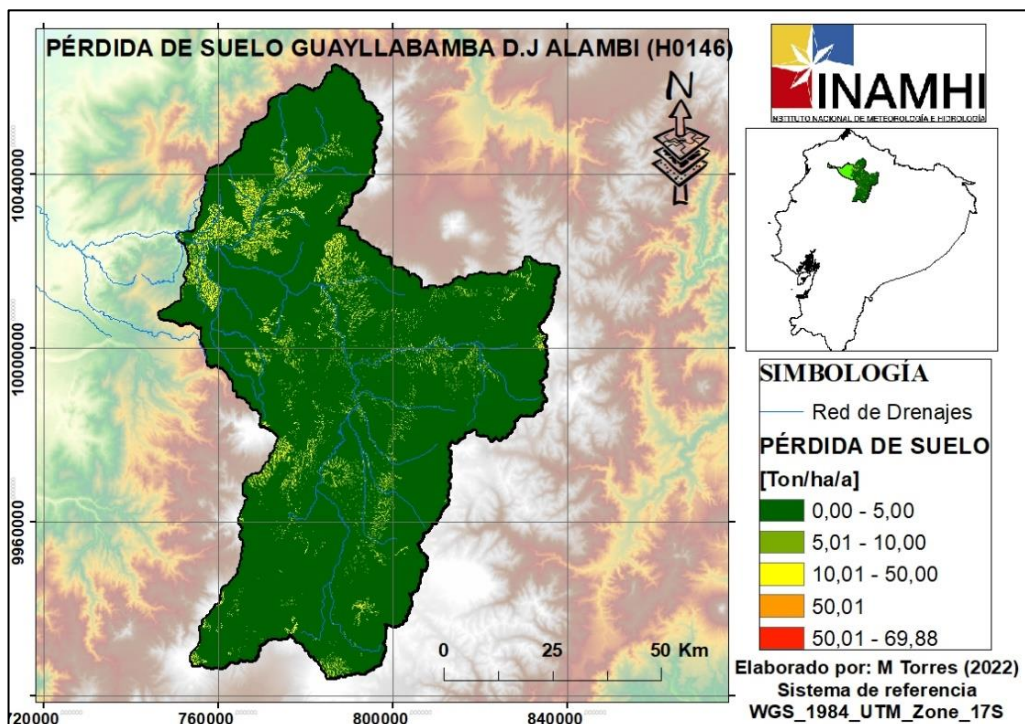 PÉRDIDA DE SUELO GUAYLLABAMBA D.J ALAMBI (H0146)
N
INAMHI
INSTITUTO NACIONAL DE METEOROLOGÍA E HIDROLOGÍA
10040000
10000000
9960000
720000
760000
800000
840000
0 25 50 Km
SIMBOLOGÍA
Red de Drenajes
PÉRDIDA DE SUELO
[Ton/ha/a]
0,00 - 5,00
5,01 - 10,00
10,01 - 50,00
50,01
50,01 - 69,88
Elaborado por: M Torres (2022)
Sistema de referencia
WGS_1984_UTM_Zone_17S